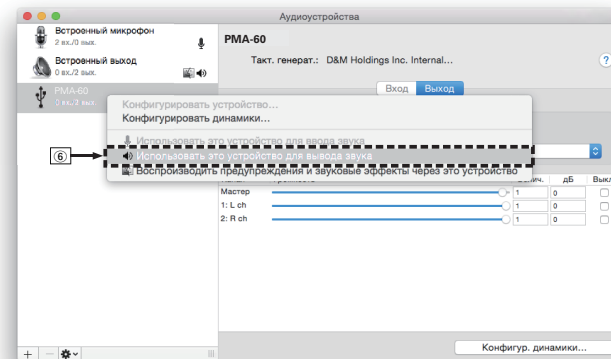 Аудиоустройства
Встроенный микрофон
2 вх./0 вых.
Встроенный выход
0 вх./2 вых.
PMA-60
0 вх./2 вых.
PMA-60
Такт. генерат.: D&M Holdings Inc. Internal...
?
Вход Выход
Конфигурировать устройство...
Конфигурировать динамики...
Использовать это устройство для ввода звука
⑥
Использовать это устройство для вывода звука
Воспроизводить предупреждения и звуковые эффекты через это устройство
дБ
Мастер 1 0
1: L ch 1 0
2: R ch 1 0
Конфигур. динамики...